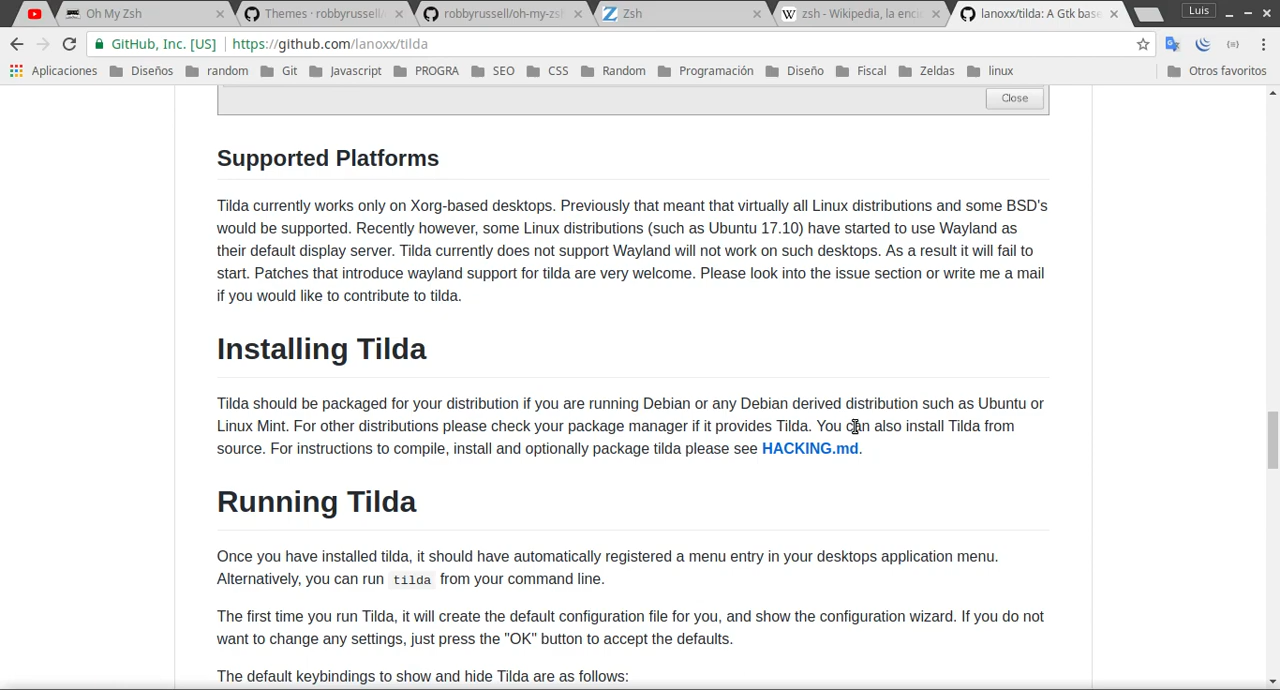 Oh My Zsh
Themes · robbyrussell/
robbyrussell/oh-my-zsh
Zsh
zsh - Wikipedia, la enci
lanoxx/tilda: A Gtk base
Luis
GitHub, Inc. [US]
https://github.com/lanoxx/tilda
Aplicaciones
Diseños
random
Git
Javascript
PROGRA
SEO
CSS
Random
Programación
Diseño
Fiscal
Zeldas
linux
Otros favoritos
Close
Supported Platforms
Tilda currently works only on Xorg-based desktops. Previously that meant that virtually all Linux distributions and some BSD's
would be supported. Recently however, some Linux distributions (such as Ubuntu 17.10) have started to use Wayland as
their default display server. Tilda currently does not support Wayland will not work on such desktops. As a result it will fail to
start. Patches that introduce wayland support for tilda are very welcome. Please look into the issue section or write me a mail
if you would like to contribute to tilda.
Installing Tilda
Tilda should be packaged for your distribution if you are running Debian or any Debian derived distribution such as Ubuntu or
Linux Mint. For other distributions please check your package manager if it provides Tilda. You can also install Tilda from
source. For instructions to compile, install and optionally package tilda please see HACKING.md.
Running Tilda
Once you have installed tilda, it should have automatically registered a menu entry in your desktops application menu.
Alternatively, you can run tilda from your command line.
The first time you run Tilda, it will create the default configuration file for you, and show the configuration wizard. If you do not
want to change any settings, just press the "OK" button to accept the defaults.
The default keybindings to show and hide Tilda are as follows: